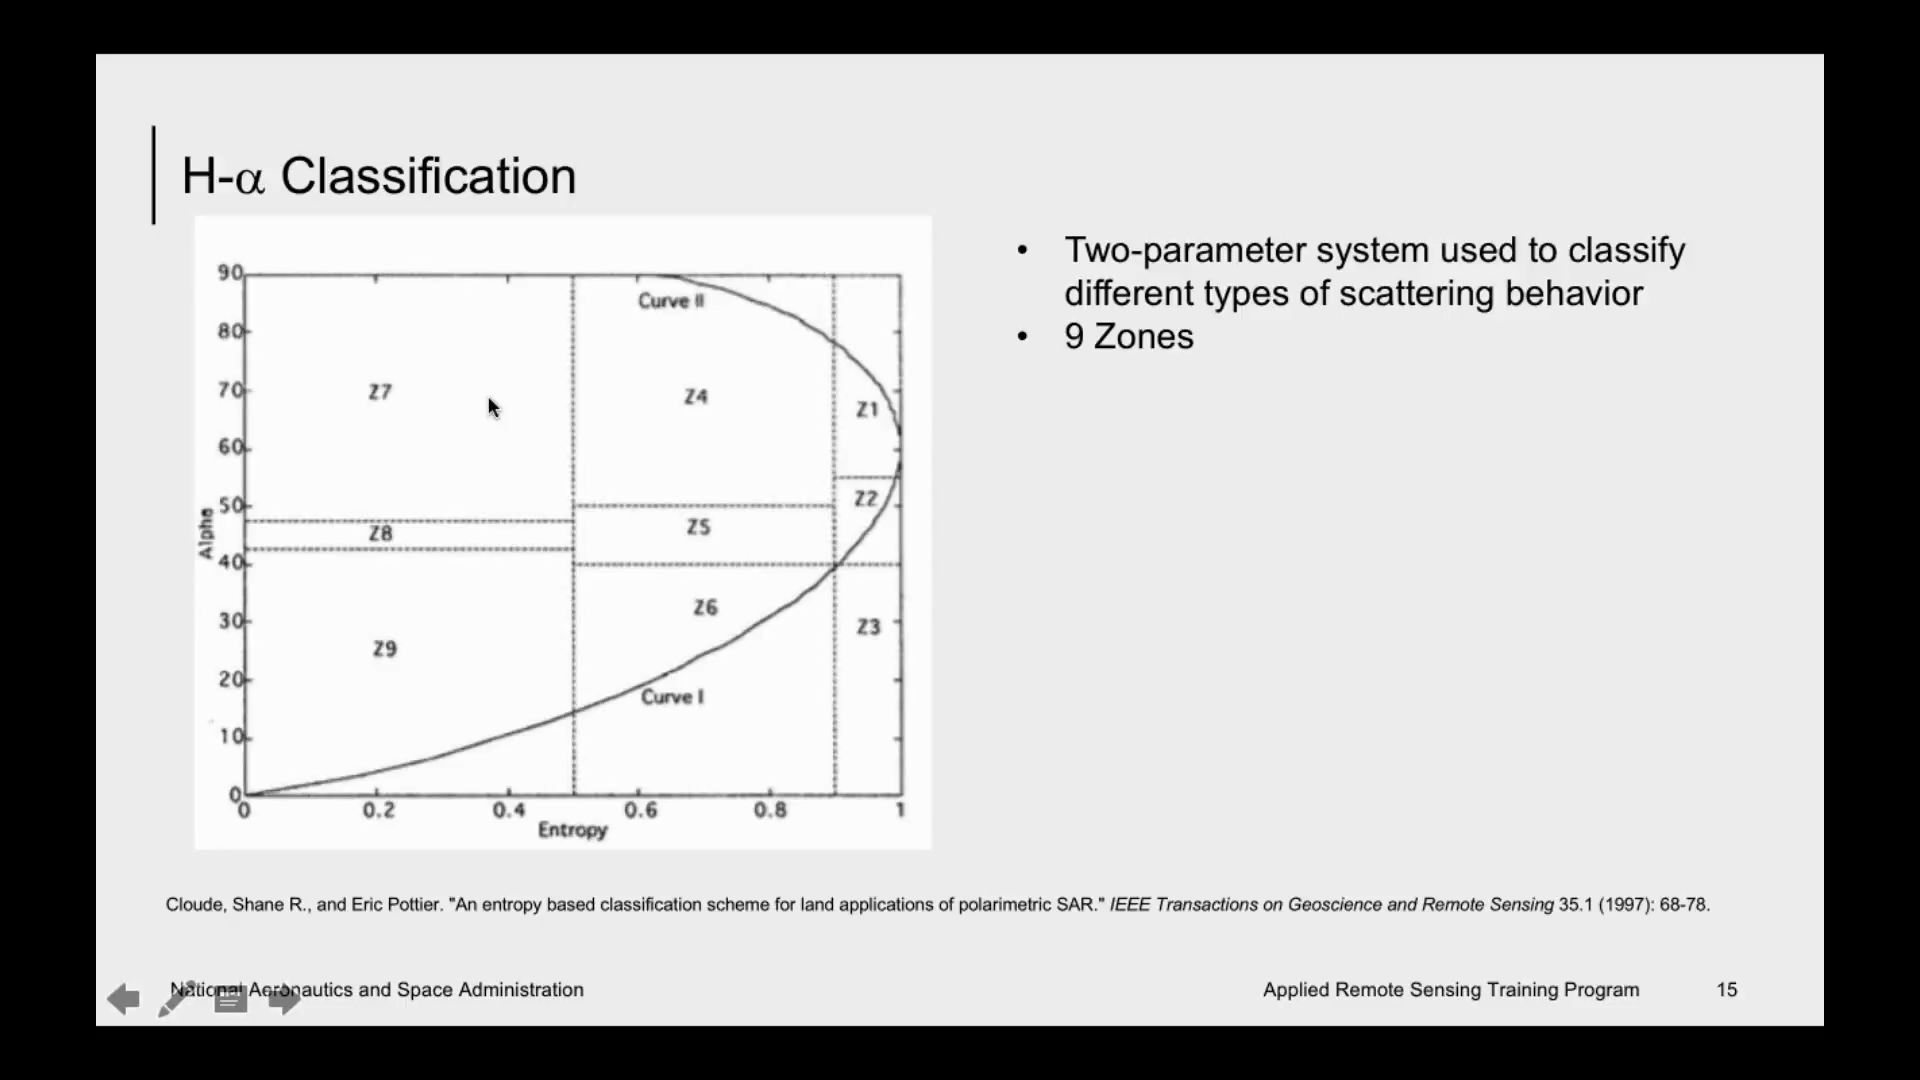 H-α Classification
• Two-parameter system used to classify
different types of scattering behavior
• 9 Zones
90
80
70
60
50
40
30
20
10
0
Alpha
0 0.2 0.4 0.6 0.8 1
Entropy
Curve II
Z7
Z4
Z1
Z2
Z8
Z5
Z6
Z3
Z9
Curve I
Cloude, Shane R., and Eric Pottier. "An entropy based classification scheme for land applications of polarimetric SAR." IEEE Transactions on Geoscience and Remote Sensing 35.1 (1997): 68-78.
National Aeronautics and Space Administration
Applied Remote Sensing Training Program 15